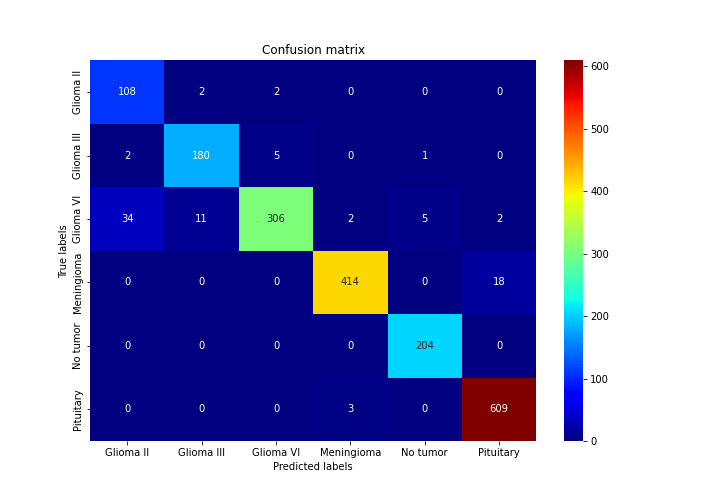 Confusion matrix
True labels
Glioma II 108 2 2 0 0 0
Glioma III 2 180 5 0 1 0
Glioma VI 34 11 306 2 5 2
Meningioma 0 0 0 414 0 18
No tumor 0 0 0 0 204 0
Pituitary 0 0 0 3 0 609
Glioma II Glioma III Glioma VI Meningioma No tumor Pituitary
Predicted labels
600
500
400
300
200
100
0